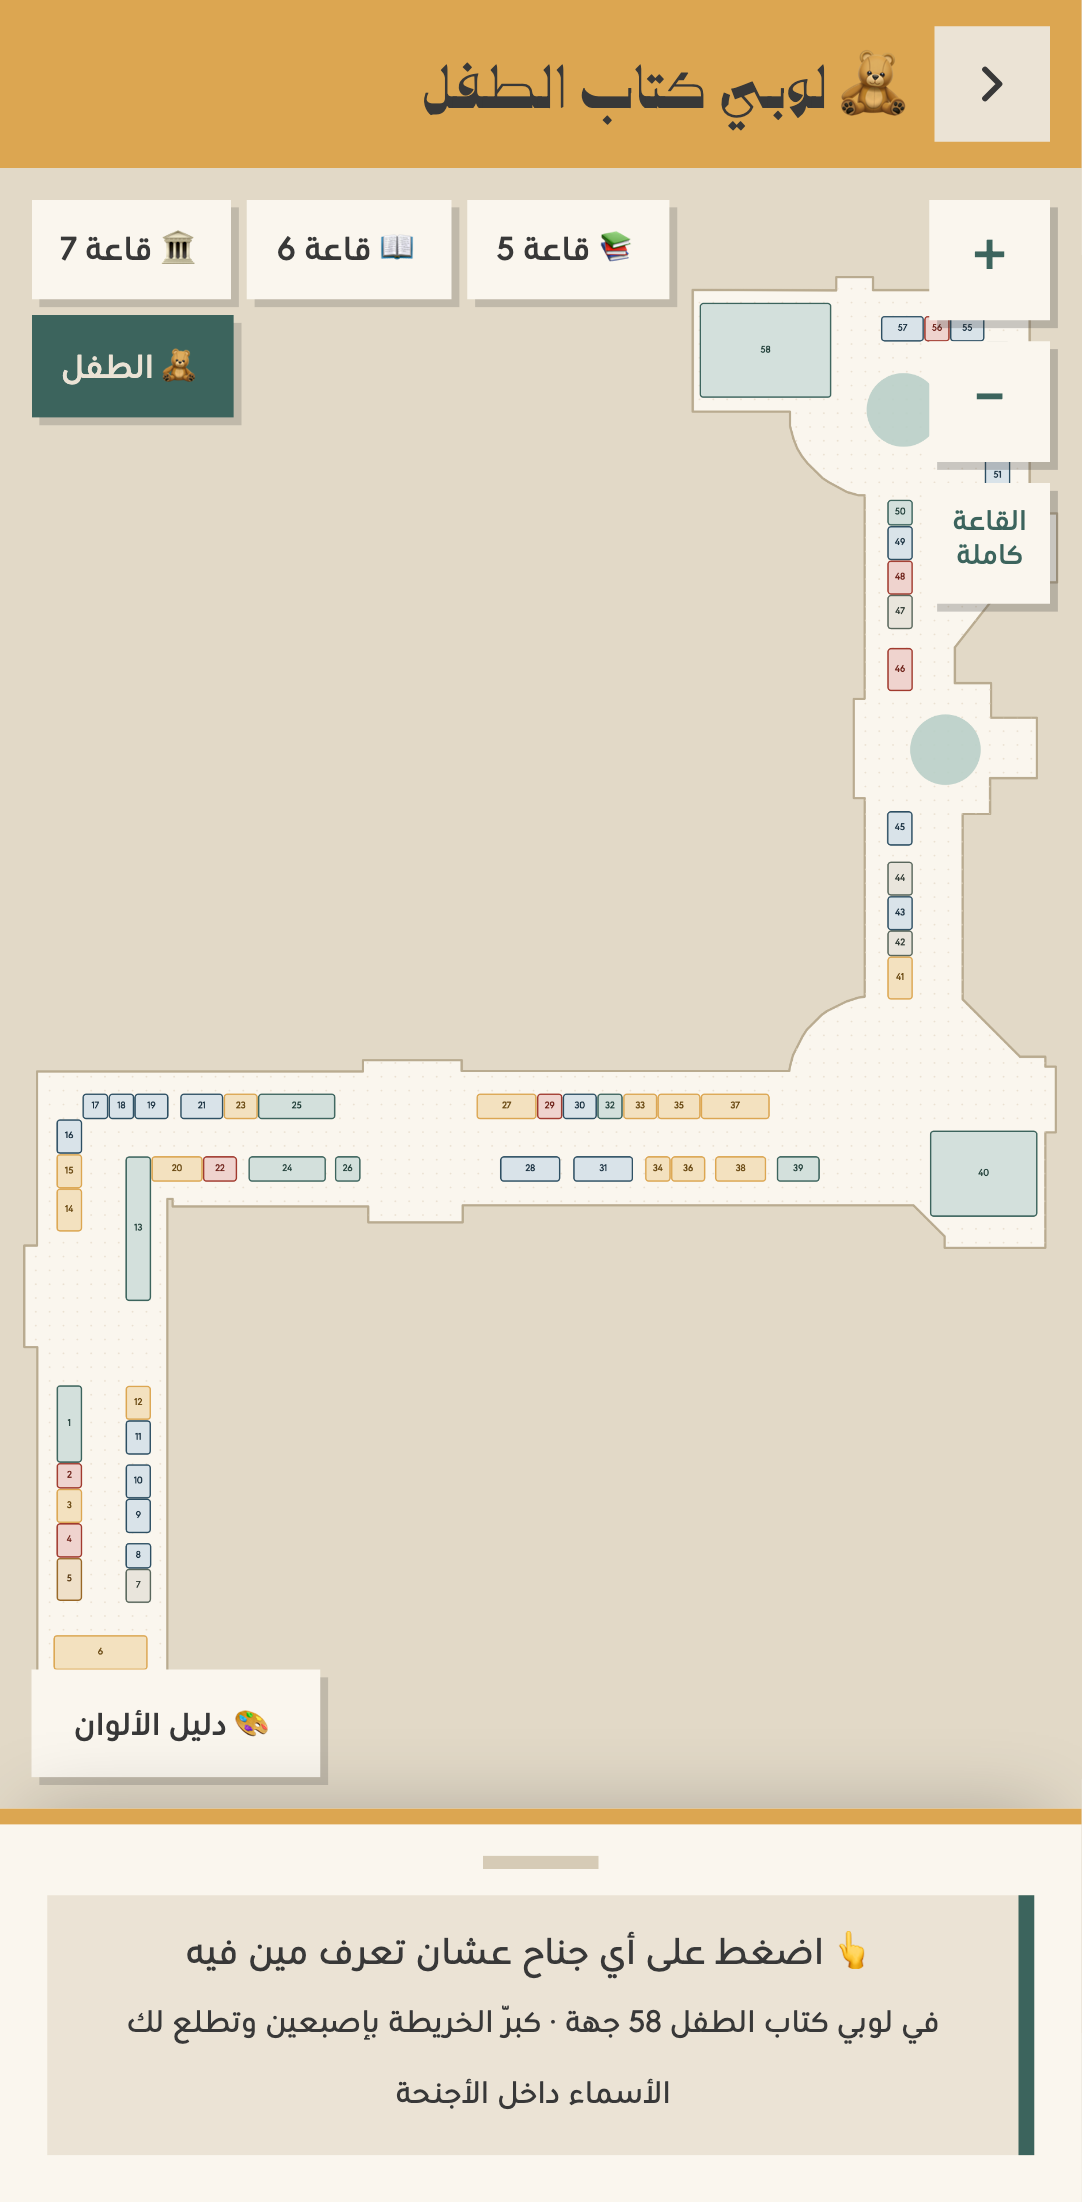 🧸 لوبي كتاب الطفل
📚 قاعة 5
📖 قاعة 6
🏛️ قاعة 7
🧸 الطفل
+
−
القاعة
كاملة
58
57 56 55
51
50
49
48
47
46
45
44
43
42
41
17 18 19 21 23 25
27 29 30 32 33 35 37
16
15
14
20 22 24 26
28 31 34 36 38 39
40
13
1
2
3
4
5
12
11
10
9
8
7
6
🎨 دليل الألوان
👆 اضغط على أي جناح عشان تعرف مين فيه
في لوبي كتاب الطفل 58 جهة · كبّر الخريطة بإصبعين وتطلع لك
الأسماء داخل الأجنحة